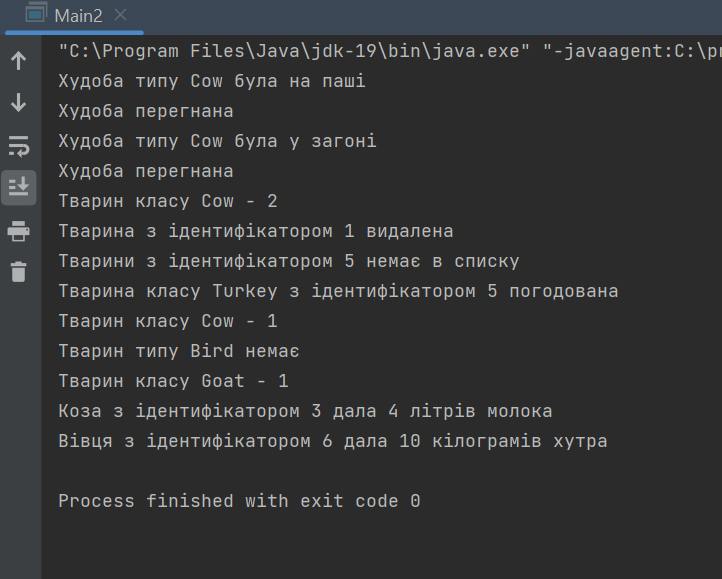 Main2
"C:\Program Files\Java\jdk-19\bin\java.exe" "-javaagent:C:\pr
Худоба типу Cow була на паші
Худоба перегнана
Худоба типу Cow була у загоні
Худоба перегнана
Тварин класу Cow - 2
Тварина з ідентифікатором 1 видалена
Тварини з ідентифікатором 5 немає в списку
Тварина класу Turkey з ідентифікатором 5 погодована
Тварин класу Cow - 1
Тварин типу Bird немає
Тварин класу Goat - 1
Коза з ідентифікатором 3 дала 4 літрів молока
Вівця з ідентифікатором 6 дала 10 кілограмів хутра
Process finished with exit code 0